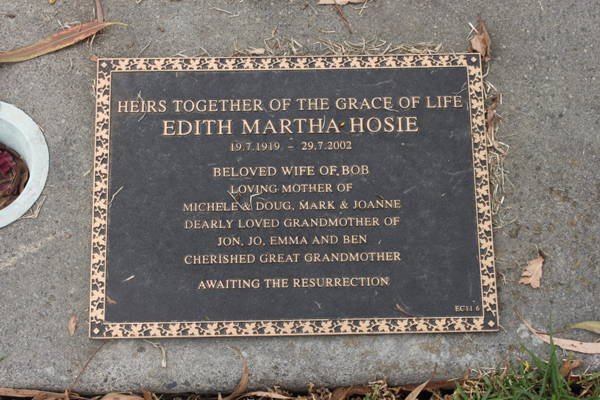 HEIRS TOGETHER OF THE GRACE OF LIFE
EDITH MARTHA HOSIE
19.7.1919 - 29.7.2002
BELOVED WIFE OF BOB
LOVING MOTHER OF
MICHELE & DOUG, MARK & JOANNE
DEARLY LOVED GRANDMOTHER OF
JON, JO, EMMA AND BEN
CHERISHED GREAT GRANDMOTHER
AWAITING THE RESURRECTION